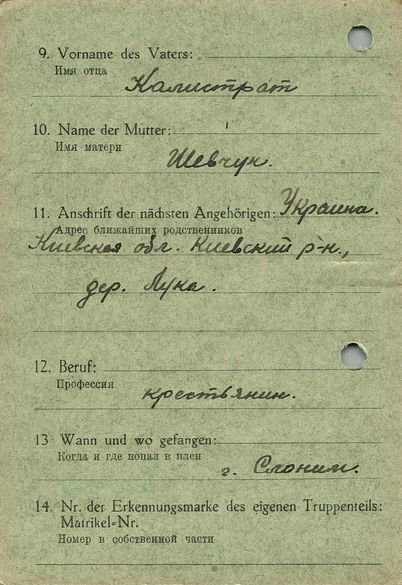 9. Vorname des Vaters:
Имя отца
Калистрат
10. Name der Mutter:
Имя матери
Шевчук.
11. Anschrift der nächsten Angehörigen: Украина.
Адрес ближайших родственников
Киевская обл. Киевский р-н.,
дер. Лука.
12. Beruf:
Профессия
крестьянин.
13 Wann und wo gefangen:
Когда и где попал в плен
г. Слоним.
14. Nr. der Erkennungsmarke des eigenen Truppenteils:
Matrikel-Nr.
Номер в собственной части